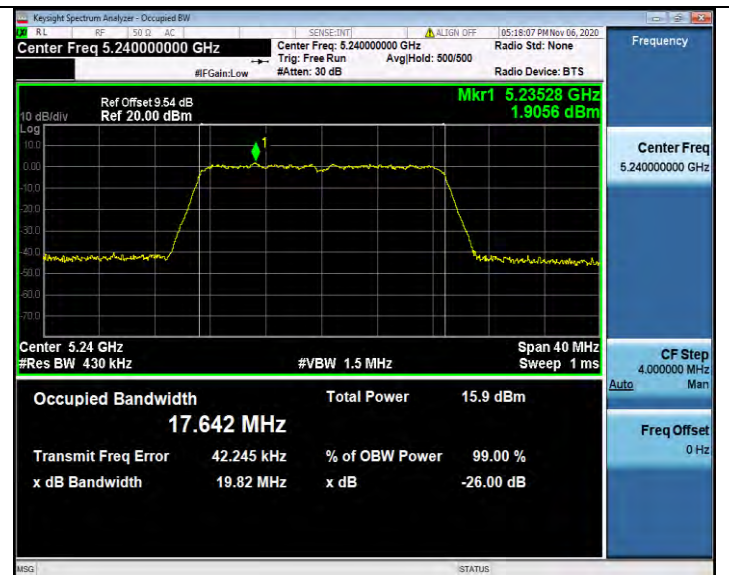 Keysight Spectrum Analyzer - Occupied BW
RL RF 50 Ω AC SENSE:INT ALIGN OFF 05:18:07 PM Nov 06, 2020
Center Freq 5.240000000 GHz
Center Freq: 5.240000000 GHz Radio Std: None
Trig: Free Run Avg|Hold: 500/500
#IFGain:Low #Atten: 30 dB Radio Device: BTS
Frequency
Ref Offset 9.54 dB Mkr1 5.23528 GHz
10 dB/div Ref 20.00 dBm 1.9056 dBm
Log
10.0
1
0.00
-10.0
-20.0
-30.0
-40.0
-50.0
-60.0
-70.0
Center 5.24 GHz Span 40 MHz
#Res BW 430 kHz #VBW 1.5 MHz Sweep 1 ms
Occupied Bandwidth Total Power 15.9 dBm
17.642 MHz
Transmit Freq Error 42.245 kHz % of OBW Power 99.00 %
x dB Bandwidth 19.82 MHz x dB -26.00 dB
Center Freq
5.240000000 GHz
CF Step
4.000000 MHz
Auto Man
Freq Offset
0 Hz
MSG STATUS